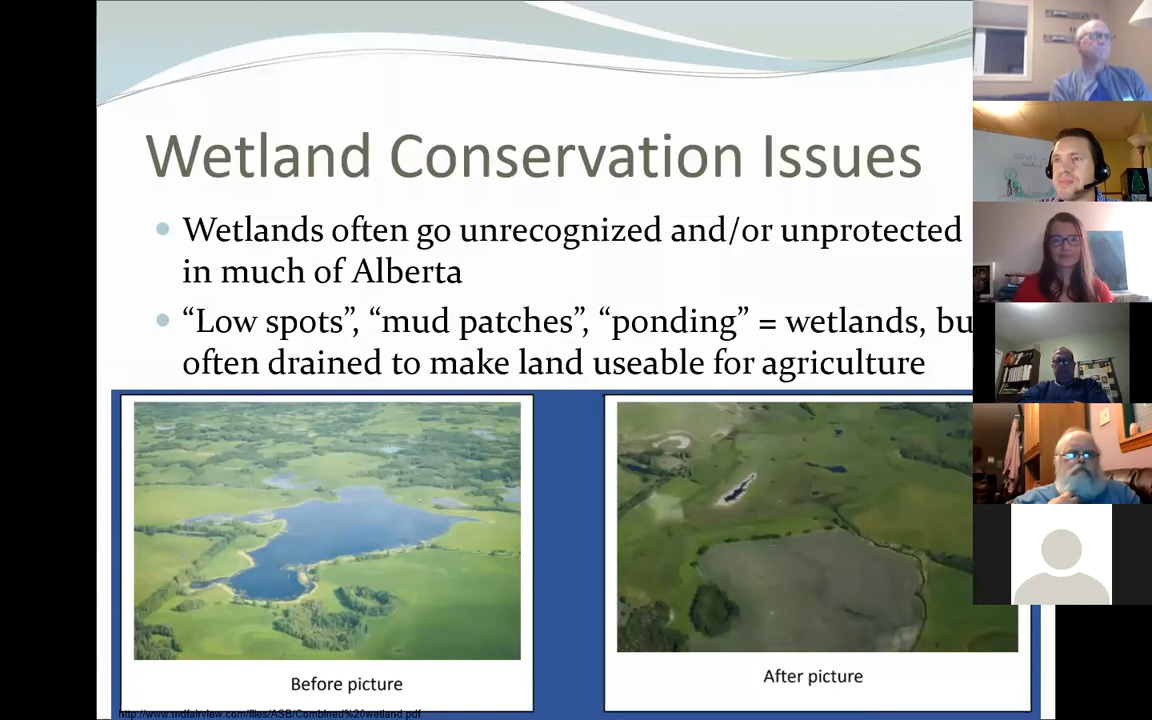 Wetland Conservation Issues
Wetlands often go unrecognized and/or unprotected
in much of Alberta
“Low spots”, “mud patches”, “ponding” = wetlands, bu
often drained to make land useable for agriculture
Before picture
After picture
http://www.mdfairview.com/files/ASB/Combined%20wetland.pdf